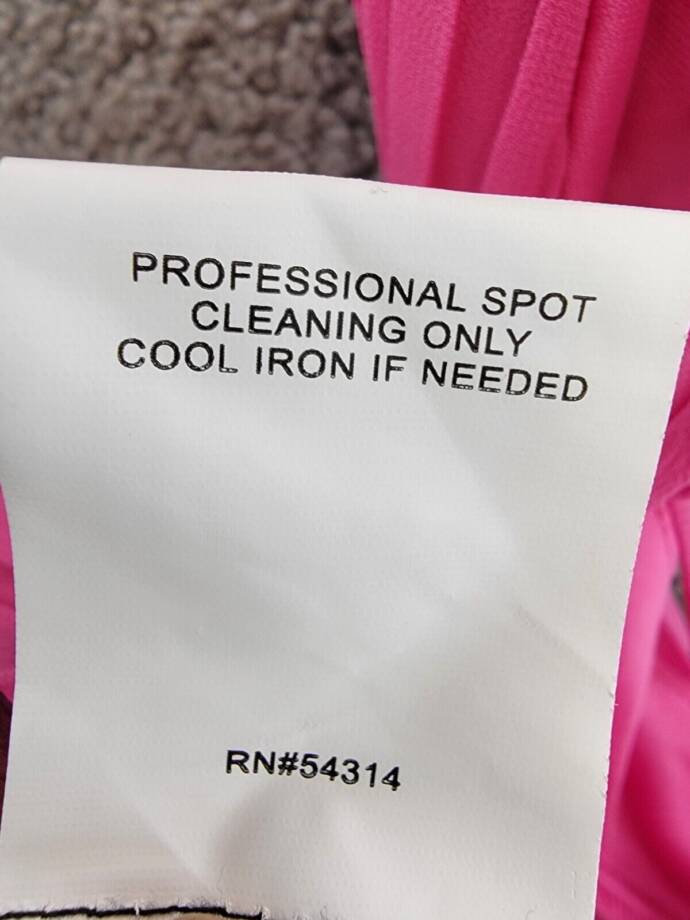 PROFESSIONAL SPOT
CLEANING ONLY
COOL IRON IF NEEDED
RN#54314